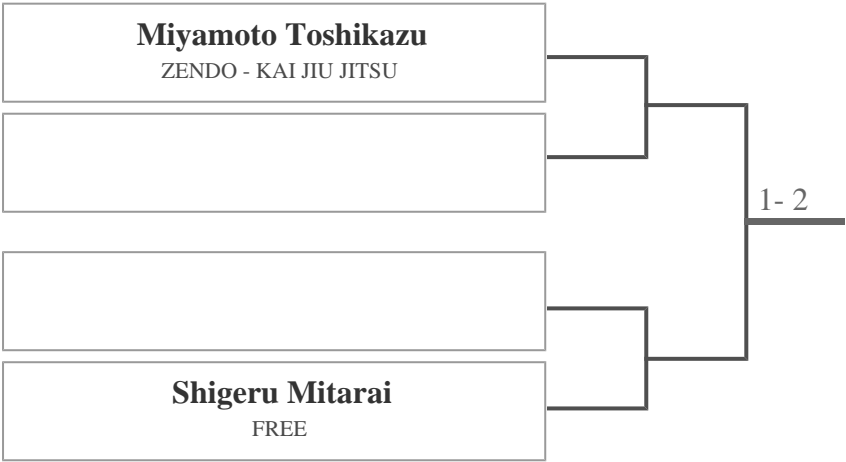 Miyamoto Toshikazu
ZENDO - KAI JIU JITSU
1- 2
Shigeru Mitarai
FREE